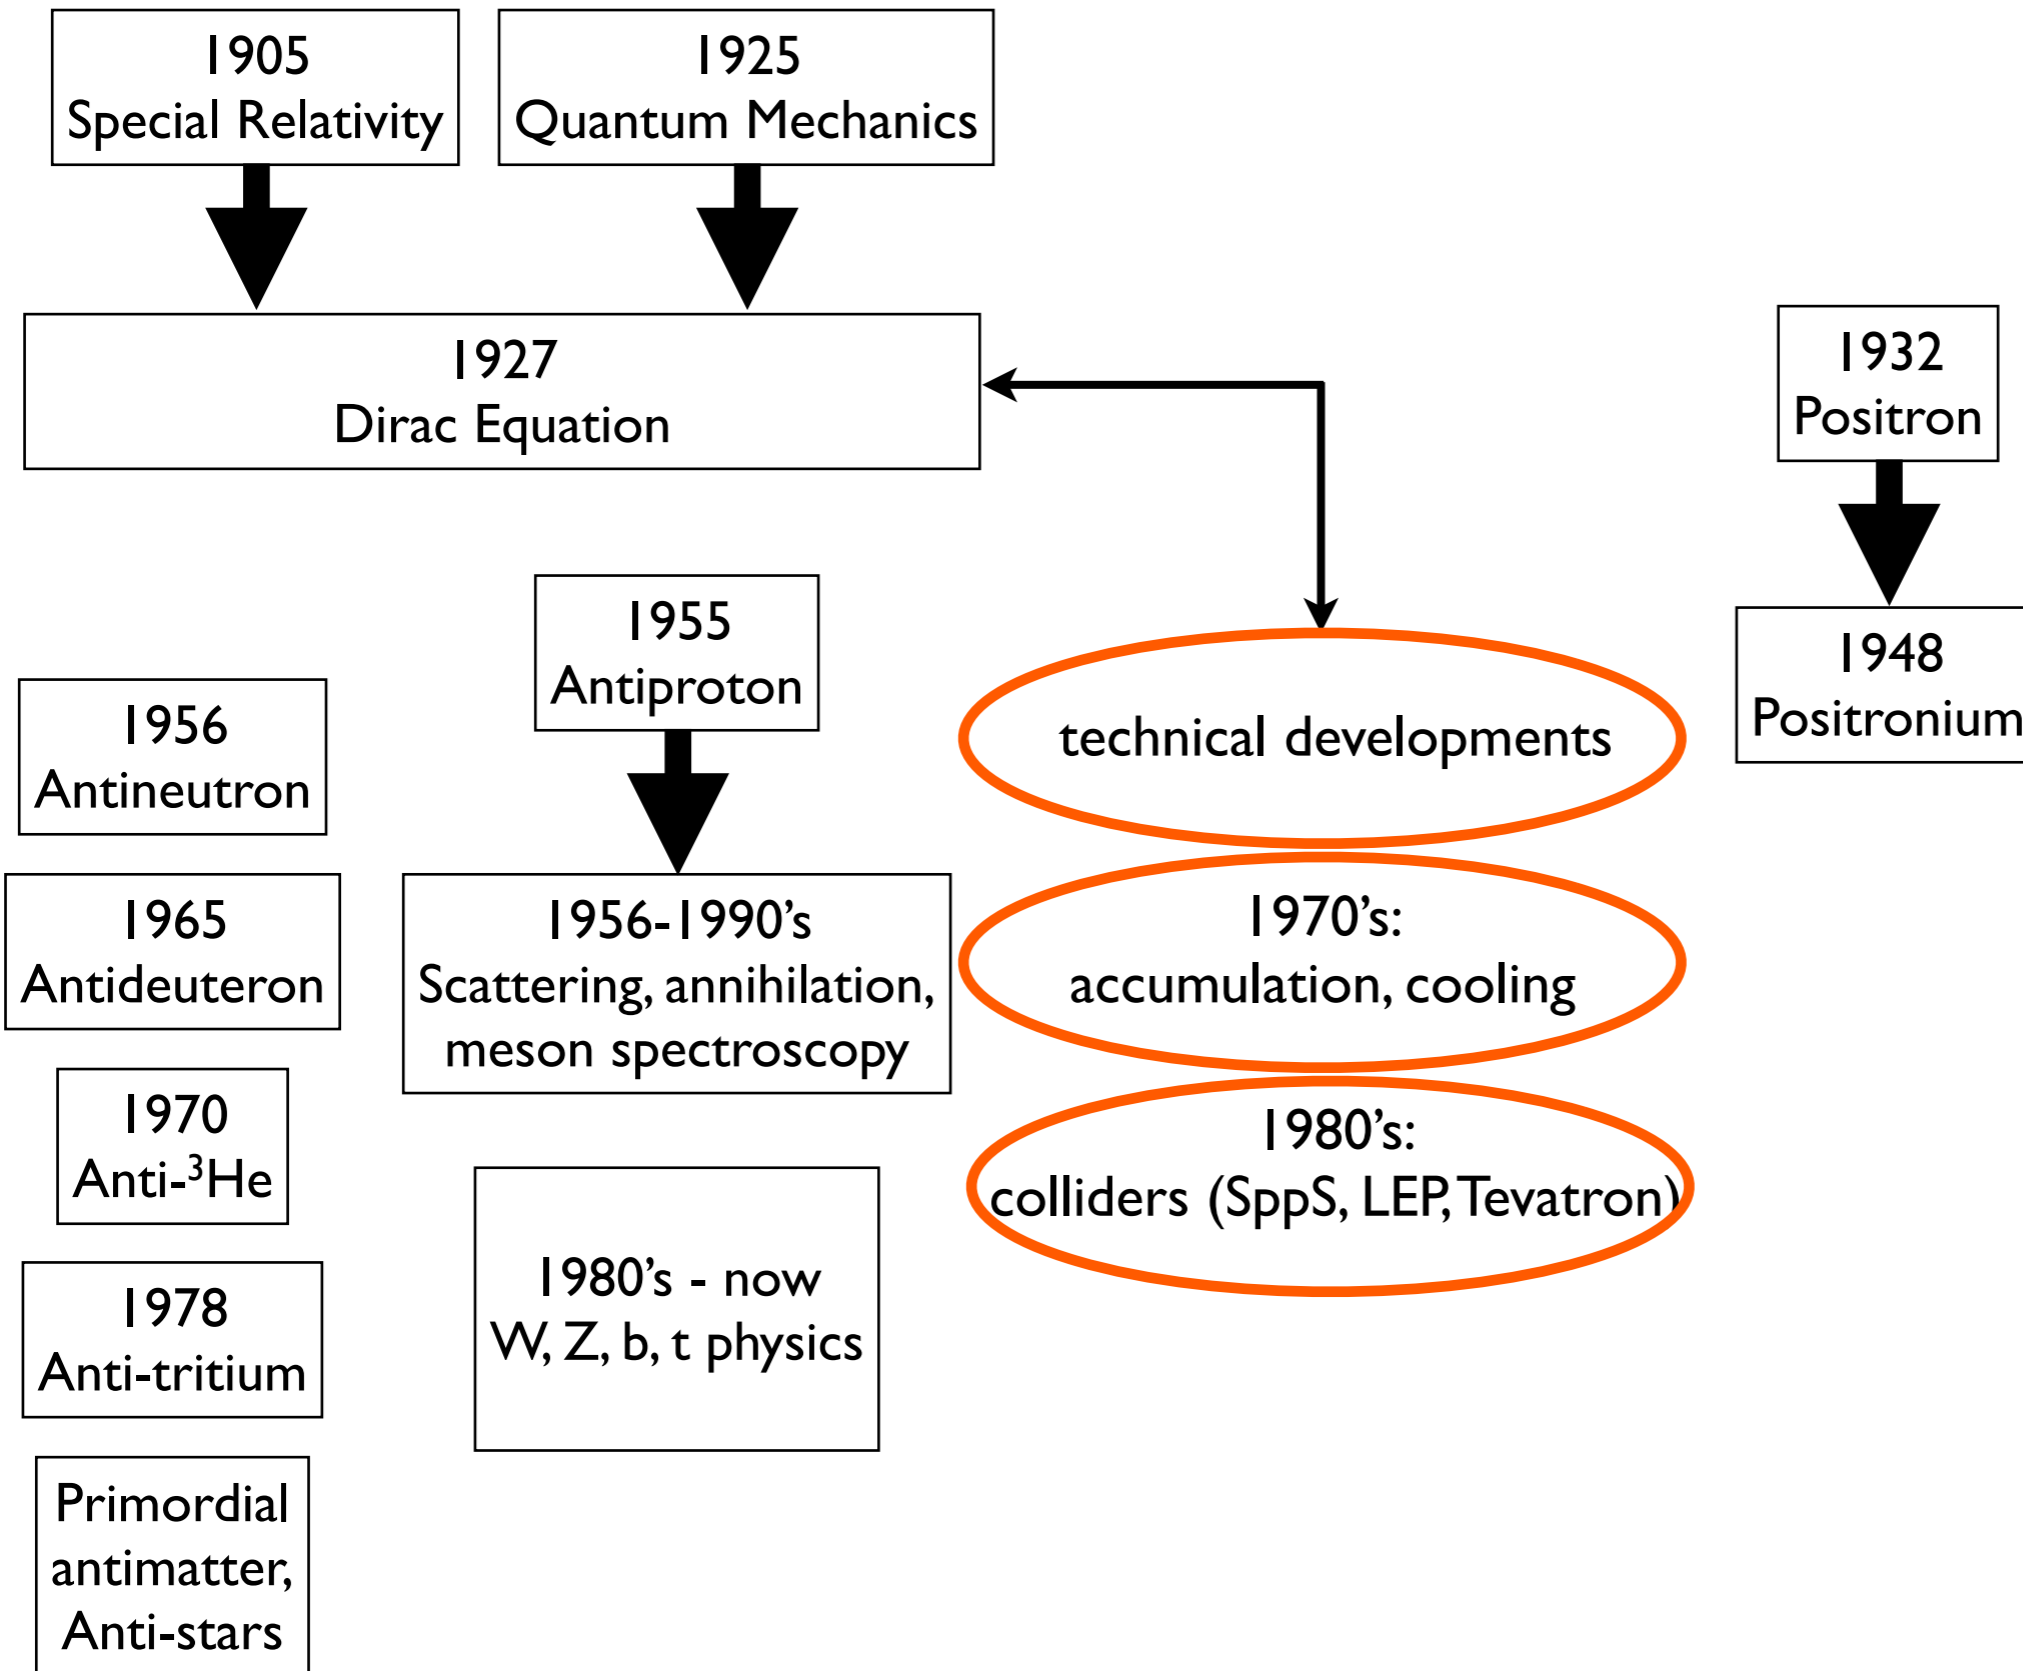 1905
Special Relativity
1925
Quantum Mechanics
1927
Dirac Equation
1932
Positron
1948
Positronium
1955
Antiproton
technical developments
1956
Antineutron
1965
Antideuteron
1956-1990’s
Scattering, annihilation,
meson spectroscopy
1970’s:
accumulation, cooling
1970
Anti-³He
1980’s:
colliders (SppS, LEP, Tevatron)
1978
Anti-tritium
1980’s - now
W, Z, b, t physics
Primordial
antimatter,
Anti-stars